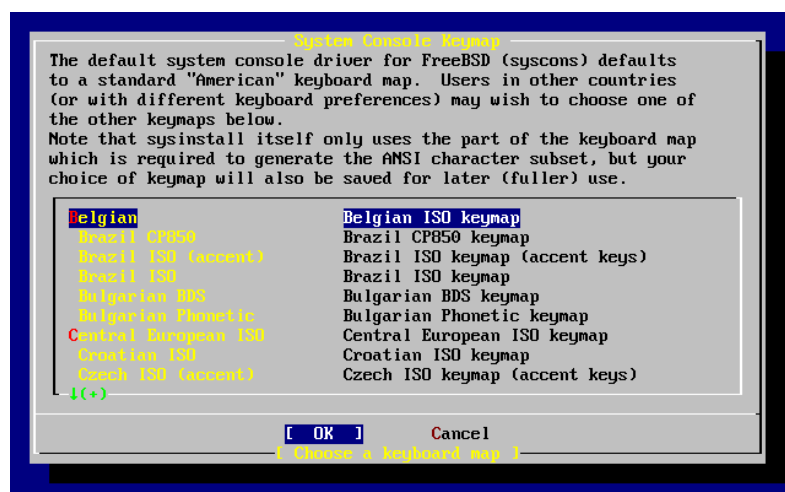 System Console Keymap
The default system console driver for FreeBSD (syscons) defaults
to a standard "American" keyboard map.  Users in other countries
(or with different keyboard preferences) may wish to choose one of
the other keymaps below.
Note that sysinstall itself only uses the part of the keyboard map
which is required to generate the ANSI character subset, but your
choice of keymap will also be saved for later (fuller) use.
Belgian Belgian ISO keymap
Brazil CP850 Brazil CP850 keymap
Brazil ISO (accent) Brazil ISO keymap (accent keys)
Brazil ISO Brazil ISO keymap
Bulgarian BDS Bulgarian BDS keymap
Bulgarian Phonetic Bulgarian Phonetic keymap
Central European ISO Central European ISO keymap
Croatian ISO Croatian ISO keymap
Czech ISO (accent) Czech ISO keymap (accent keys)
↓(+)
[ OK ] Cancel
[ Choose a keyboard map ]